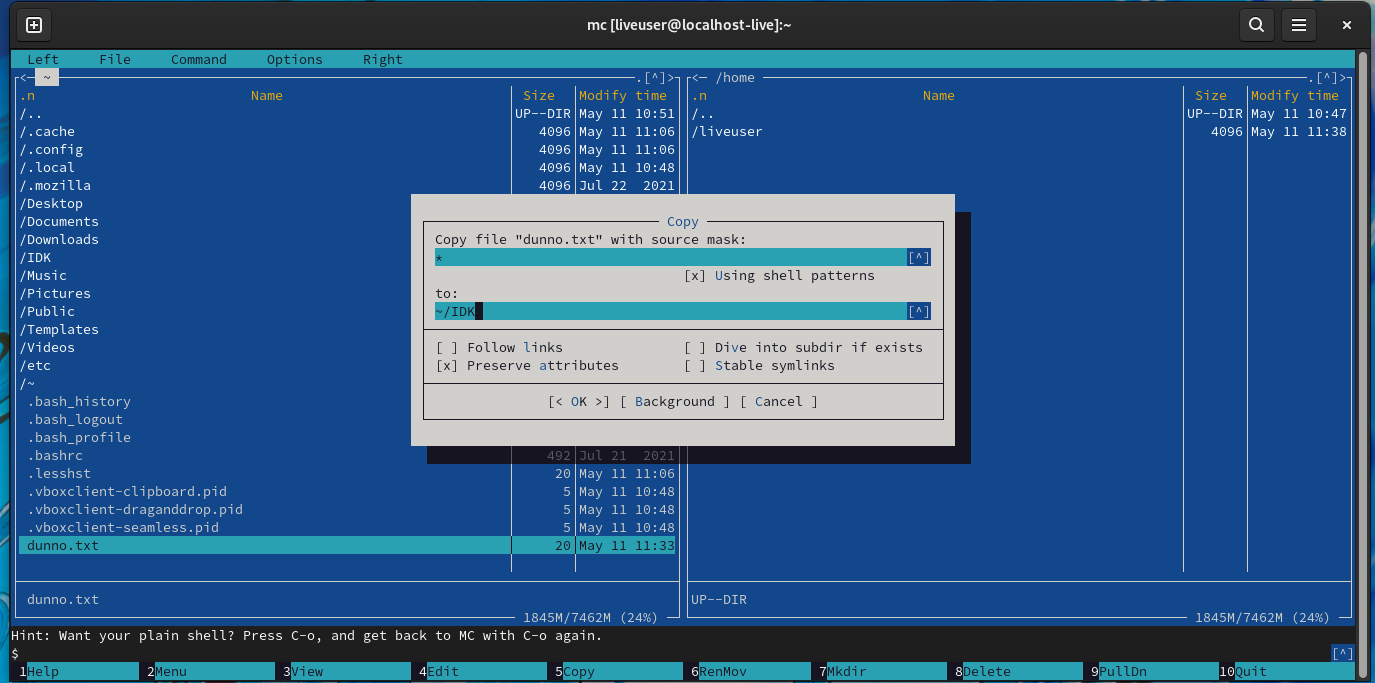 mc [liveuser@localhost-live]:~
Left File Command Options Right
<─ ~ .[^]>
.n Name Size Modify time
/.. UP--DIR May 11 10:51
/.cache 4096 May 11 11:06
/.config 4096 May 11 11:06
/.local 4096 May 11 10:48
/.mozilla 4096 Jul 22 2021
/Desktop
/Documents
/Downloads
/IDK
/Music
/Pictures
/Public
/Templates
/Videos
/etc
/~
.bash_history
.bash_logout
.bash_profile
.bashrc 492 Jul 21 2021
.lesshst 20 May 11 11:06
.vboxclient-clipboard.pid 5 May 11 10:48
.vboxclient-draganddrop.pid 5 May 11 10:48
.vboxclient-seamless.pid 5 May 11 10:48
dunno.txt 20 May 11 11:33
dunno.txt
1845M/7462M (24%)
<─ /home .[^]>
.n Name Size Modify time
/.. UP--DIR May 11 10:47
/liveuser 4096 May 11 11:38
UP--DIR
1845M/7462M (24%)
Copy
Copy file "dunno.txt" with source mask:
* [^]
[x] Using shell patterns
to:
~/IDK [^]
[ ] Follow links [ ] Dive into subdir if exists
[x] Preserve attributes [ ] Stable symlinks
[< OK >] [ Background ] [ Cancel ]
Hint: Want your plain shell? Press C-o, and get back to MC with C-o again.
$ [^]
1Help 2Menu 3View 4Edit 5Copy 6RenMov 7Mkdir 8Delete 9PullDn 10Quit